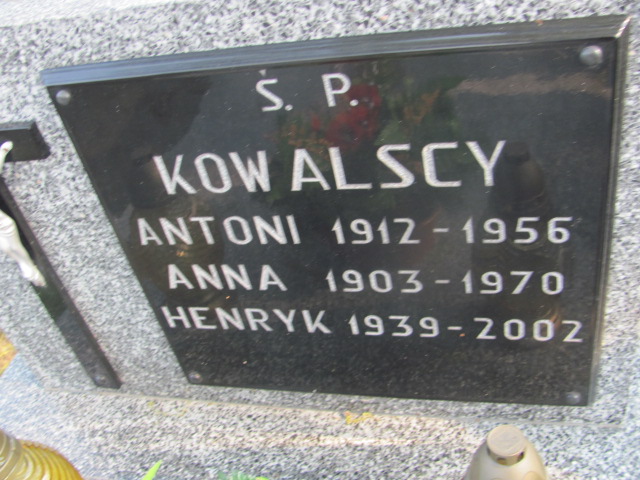 Ś. P.
KOWALSCY
ANTONI 1912 - 1956
ANNA 1903 - 1970
HENRYK 1939 - 2002